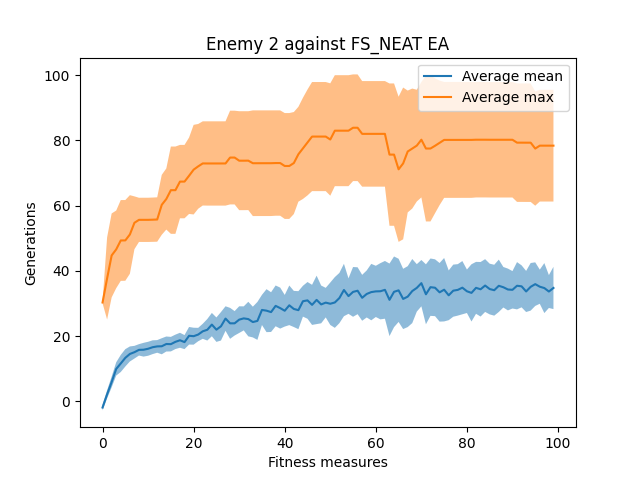 Enemy 2 against FS_NEAT EA
Average mean
Average max
100
80
60
40
20
0
Generations
0 20 40 60 80 100
Fitness measures